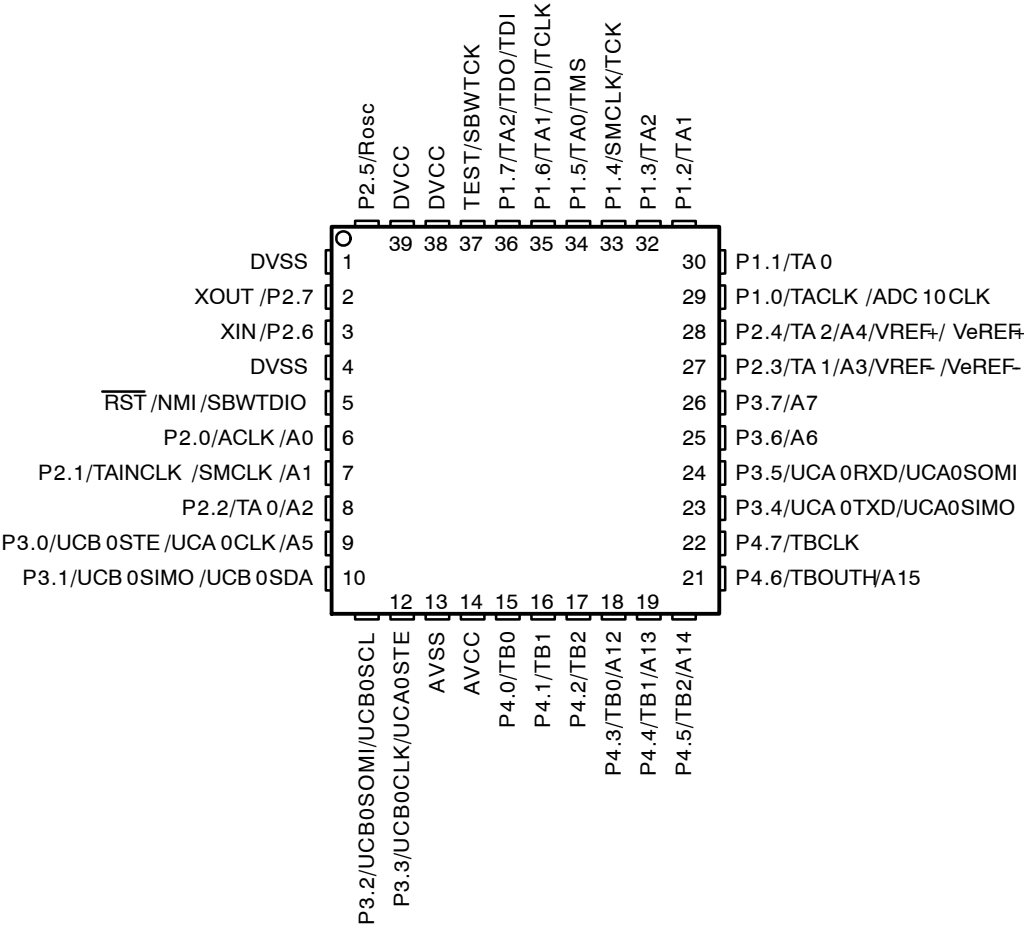 P2.5/Rosc
DVCC
DVCC
TEST/SBWTCK
P1.7/TA2/TDO/TDI
P1.6/TA1/TDI/TCLK
P1.5/TA0/TMS
P1.4/SMCLK/TCK
P1.3/TA2
P1.2/TA1
39 38 37 36 35 34 33 32
DVSS 1
XOUT /P2.7 2
XIN /P2.6 3
DVSS 4
RST /NMI /SBWTDIO 5
P2.0/ACLK /A0 6
P2.1/TAINCLK /SMCLK /A1 7
P2.2/TA 0/A2 8
P3.0/UCB 0STE /UCA 0CLK /A5 9
P3.1/UCB 0SIMO /UCB 0SDA 10
30 P1.1/TA 0
29 P1.0/TACLK /ADC 10 CLK
28 P2.4/TA 2/A4/VREF+/ VeREF+
27 P2.3/TA 1/A3/VREF- /VeREF-
26 P3.7/A7
25 P3.6/A6
24 P3.5/UCA 0RXD/UCA0SOMI
23 P3.4/UCA 0TXD/UCA0SIMO
22 P4.7/TBCLK
21 P4.6/TBOUTH/A15
12 13 14 15 16 17 18 19
P3.2/UCB0SOMI/UCB0SCL
P3.3/UCB0CLK/UCA0STE
AVSS
AVCC
P4.0/TB0
P4.1/TB1
P4.2/TB2
P4.3/TB0/A12
P4.4/TB1/A13
P4.5/TB2/A14